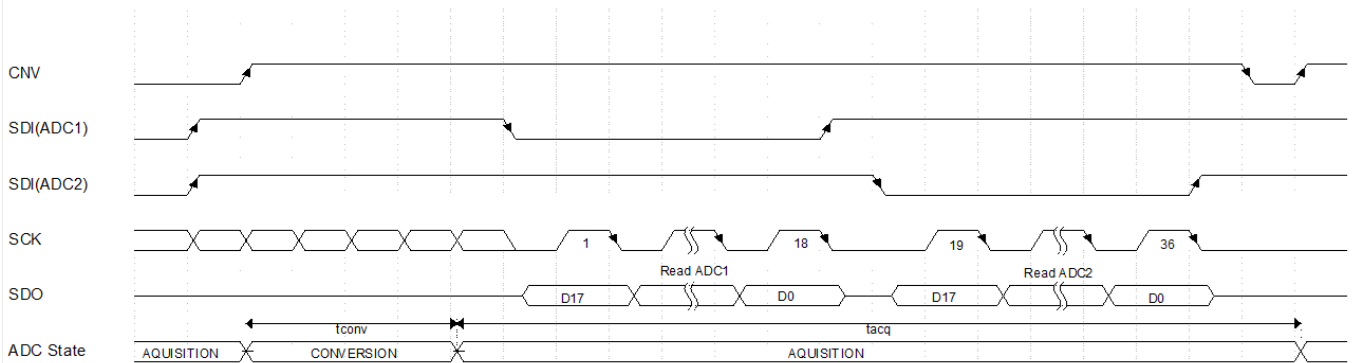 CNV
SDI(ADC1)
SDI(ADC2)
SCK 1 18 19 36
Read ADC1 Read ADC2
SDO D17 D0 D17 D0
tconv tacq
ADC State AQUISITION CONVERSION AQUISITION